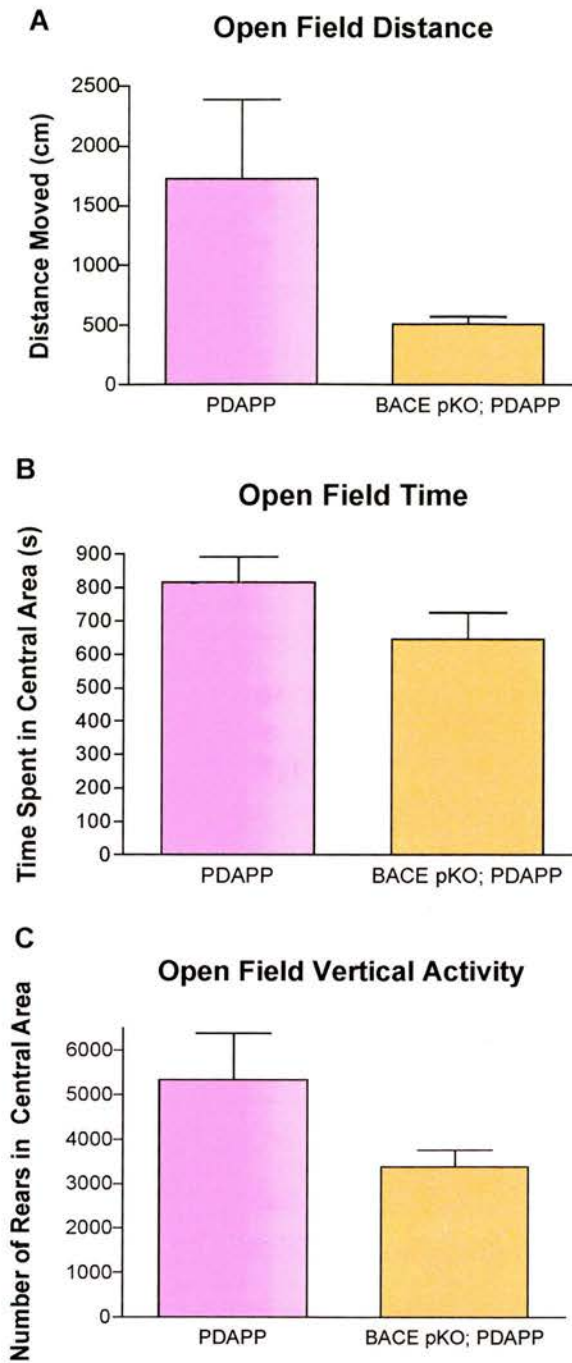 A
Open Field Distance
Distance Moved (cm)
2500
2000
1500
1000
500
0
PDAPP
BACE pKO; PDAPP
B
Open Field Time
Time Spent in Central Area (s)
900
800
700
600
500
400
300
200
100
0
PDAPP
BACE pKO; PDAPP
C
Open Field Vertical Activity
Number of Rears in Central Area
6000
5000
4000
3000
2000
1000
0
PDAPP
BACE pKO; PDAPP